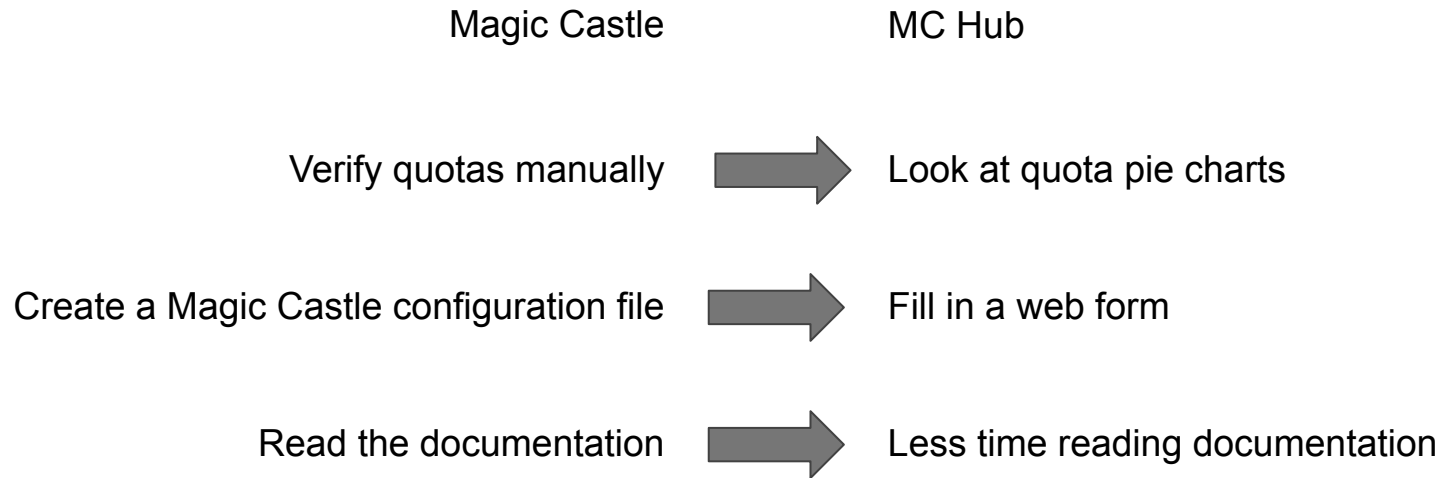 Magic Castle MC Hub
Verify quotas manually Look at quota pie charts
Create a Magic Castle configuration file Fill in a web form
Read the documentation Less time reading documentation